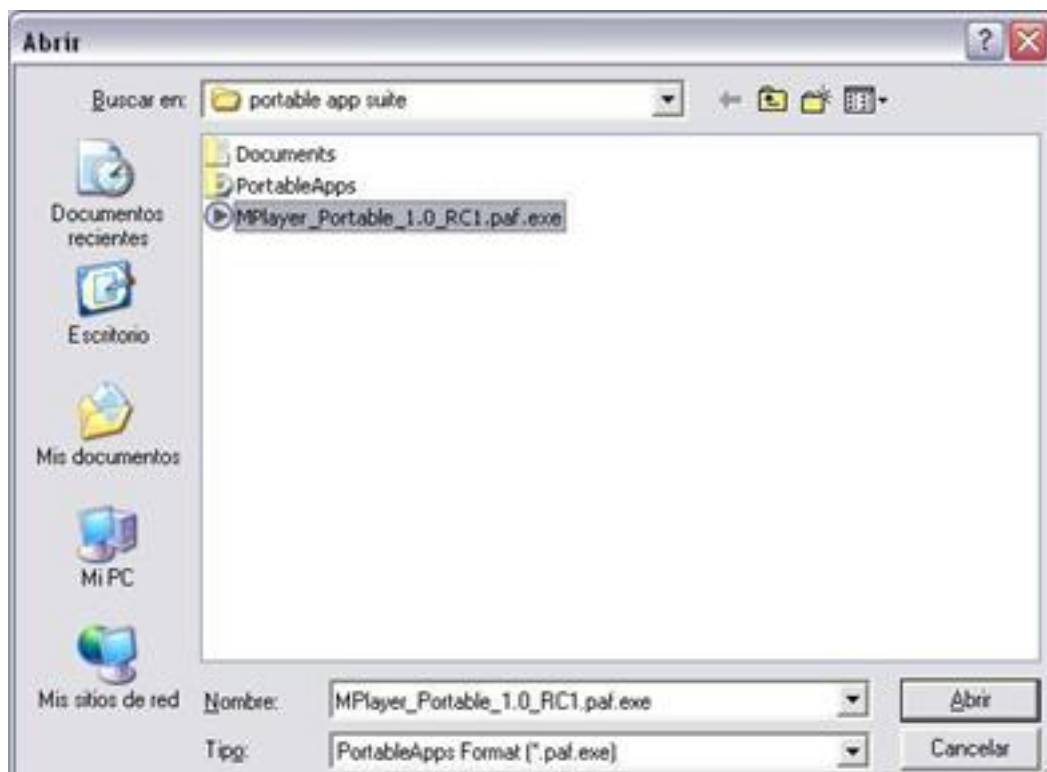 Abrir
Buscar en: portable app suite
Documents
PortableApps
MPlayer_Portable_1.0_RC1.paf.exe
Documentos
recientes
Escritorio
Mis documentos
Mi PC
Mis sitios de red
Nombre: MPlayer_Portable_1.0_RC1.paf.exe Abrir
Tipo: PortableApps Format (*.paf.exe) Cancelar